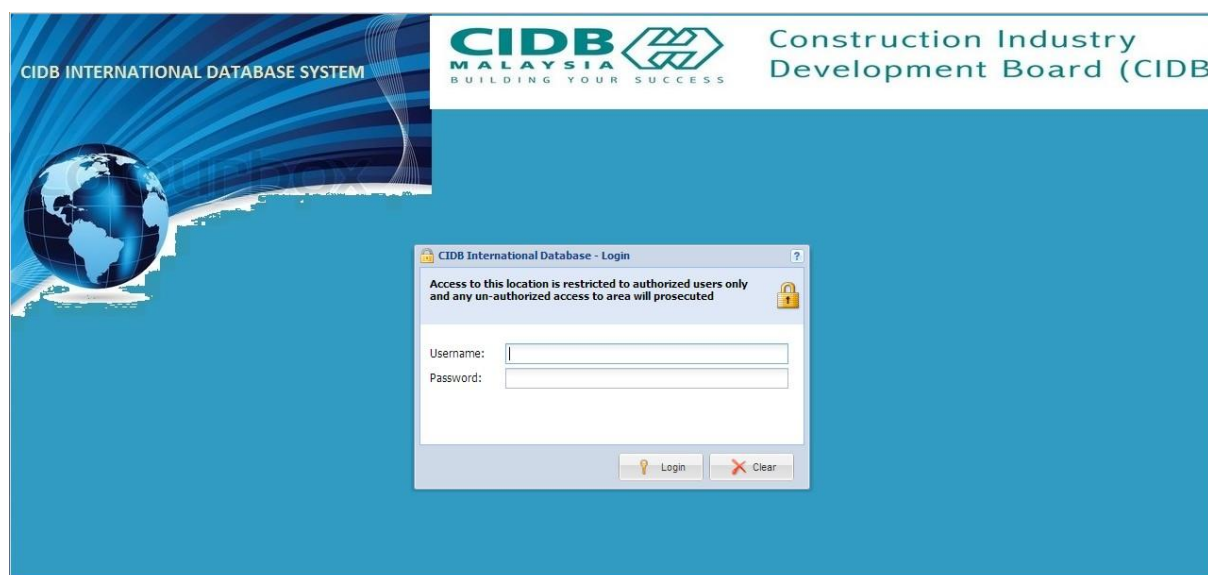 CIDB INTERNATIONAL DATABASE SYSTEM
CIDB
MALAYSIA
BUILDING YOUR SUCCESS
Construction Industry
Development Board (CIDB
colourbox
CIDB International Database - Login
?
Access to this location is restricted to authorized users only
and any un-authorized access to area will prosecuted
Username:
Password:
Login
Clear